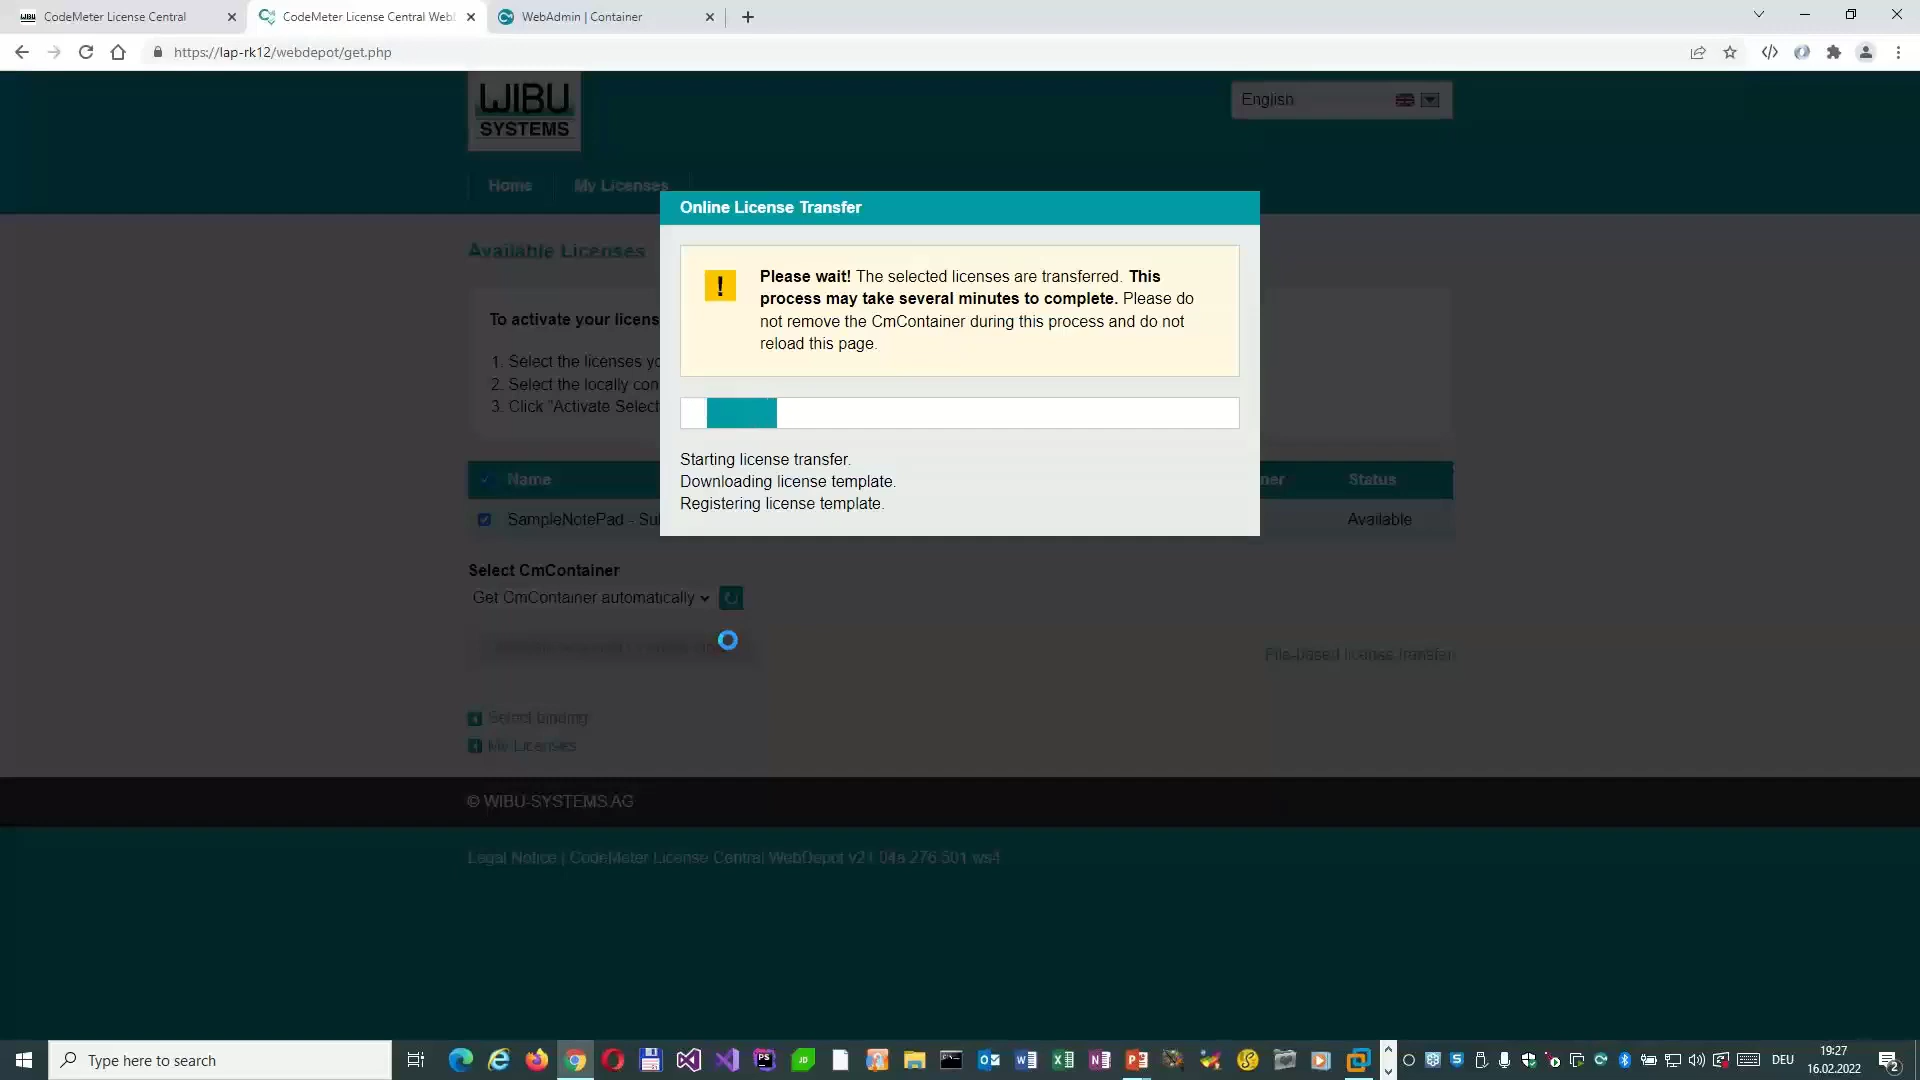 CodeMeter License Central
CodeMeter License Central Web
WebAdmin | Container
https://lap-rk12/webdepot/get.php
WIBU
SYSTEMS
English
Home
My Licenses
Online License Transfer
Available Licenses
! Please wait! The selected licenses are transferred. This
process may take several minutes to complete. Please do
not remove the CmContainer during this process and do not
reload this page.
To activate your licens
1. Select the licenses yo
2. Select the locally con
3. Click "Activate Select
Starting license transfer.
Downloading license template.
Registering license template.
Name
ner
Status
SampleNotePad - Su
Available
Select CmContainer
Get CmContainer automatically
File-based license transfer
Select binding
My Licenses
© WIBU-SYSTEMS AG
Legal Notice | CodeMeter License Central WebDepot v21.04a.276.501.ws4
Type here to search
DEU
19:27
16.02.2022
2